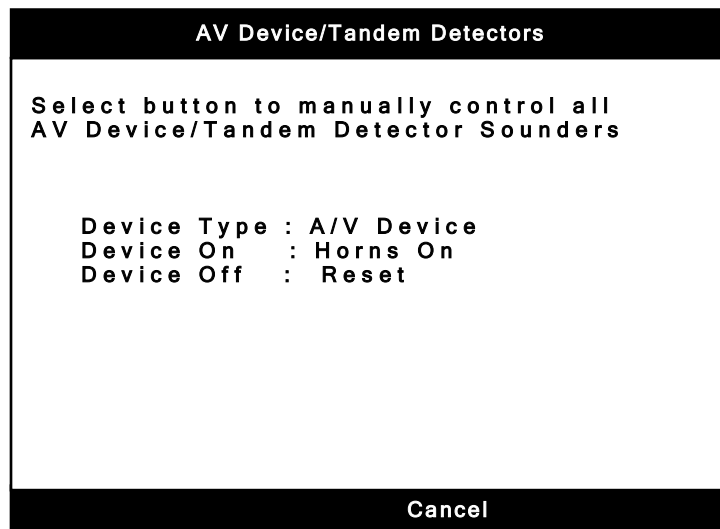 AV Device/Tandem Detectors
Select button to manually control all
AV Device/Tandem Detector Sounders
Device Type : A/V Device
Device On : Horns On
Device Off : Reset
Cancel